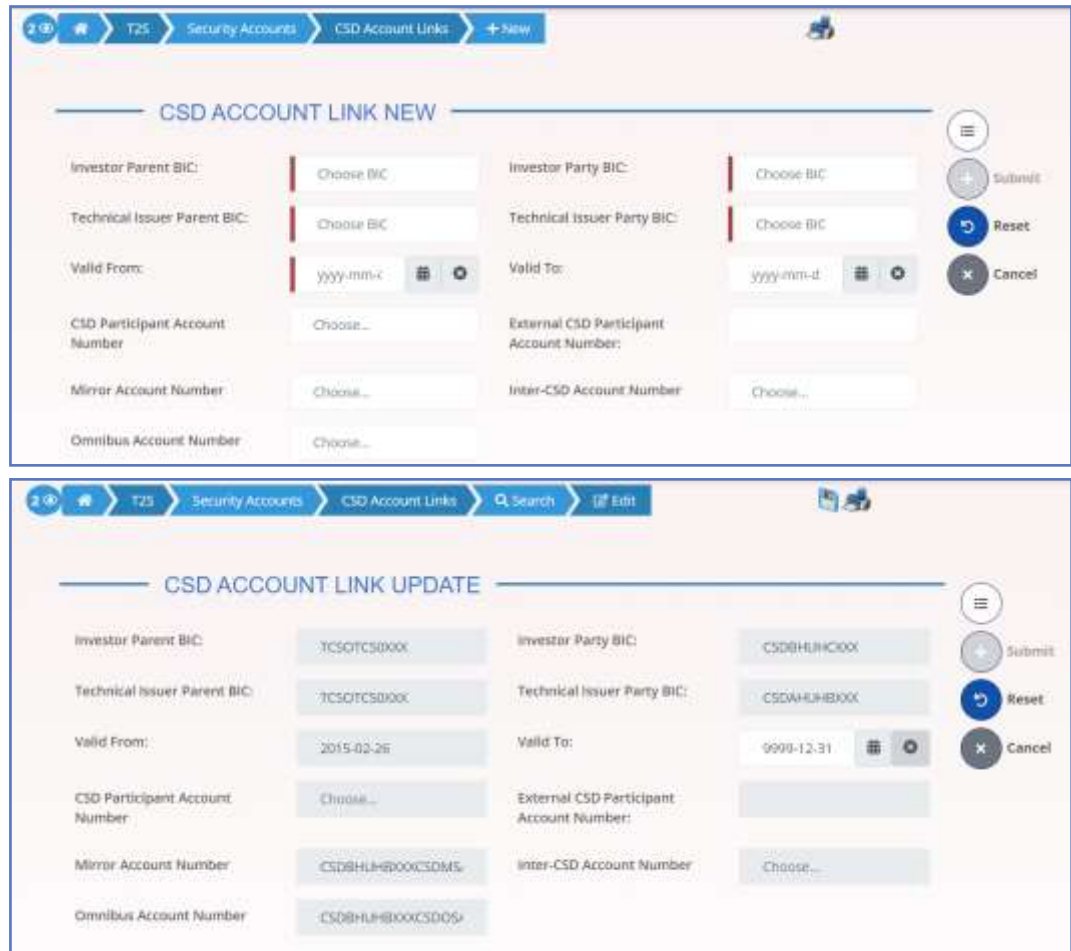 2 T2S Security Accounts CSD Account Links + New
CSD ACCOUNT LINK NEW
Investor Parent BIC: Choose BIC Investor Party BIC: Choose BIC
Submit
Technical Issuer Parent BIC: Choose BIC Technical Issuer Party BIC: Choose BIC
Reset
Valid From: Valid To: yyyy-mm-d
Cancel
CSD Participant Account Number Choose... External CSD Participant Account Number:
Mirror Account Number Choose... Inter-CSD Account Number Choose...
Omnibus Account Number Choose...
2 T2S Security Accounts CSD Account Links Search Edit
CSD ACCOUNT LINK UPDATE
Investor Parent BIC: Investor Party BIC:
Submit
Technical Issuer Parent BIC: Technical Issuer Party BIC:
Reset
Valid From: 2015-02-26 Valid To: 9999-12-31
Cancel
CSD Participant Account Number Choose... External CSD Participant Account Number:
Mirror Account Number Inter-CSD Account Number Choose...
Omnibus Account Number